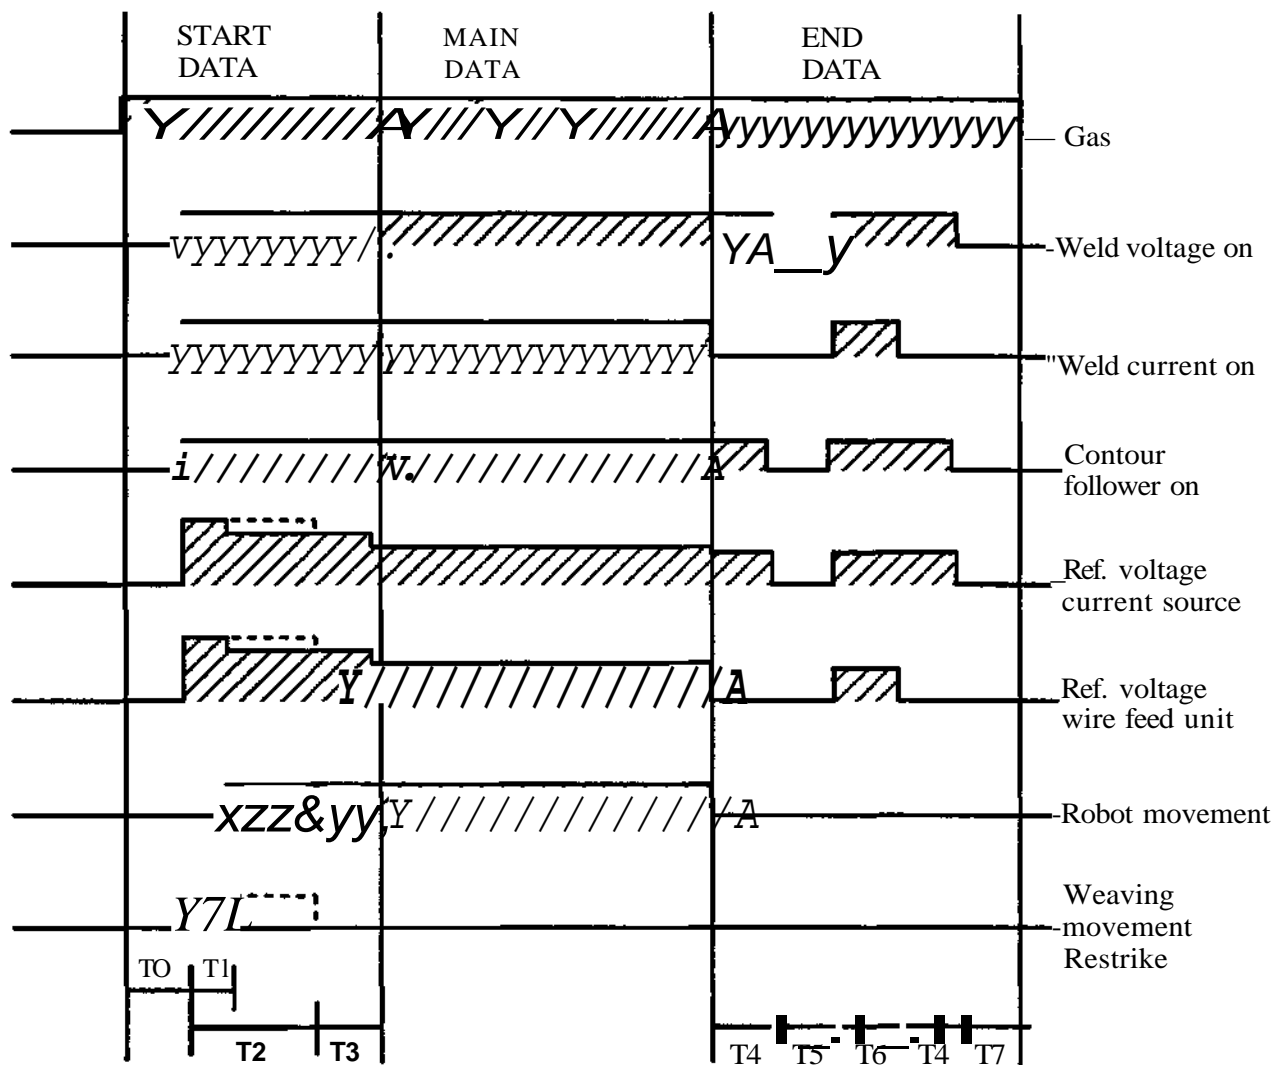 START
DATA
MAIN
DATA
END
DATA
Gas
Weld voltage on
Weld current on
Contour
follower on
Ref. voltage
current source
Ref. voltage
wire feed unit
Robot movement
Weaving
movement
Restrike
TO
T1
T2
T3
T4
T5
T6
T4
T7